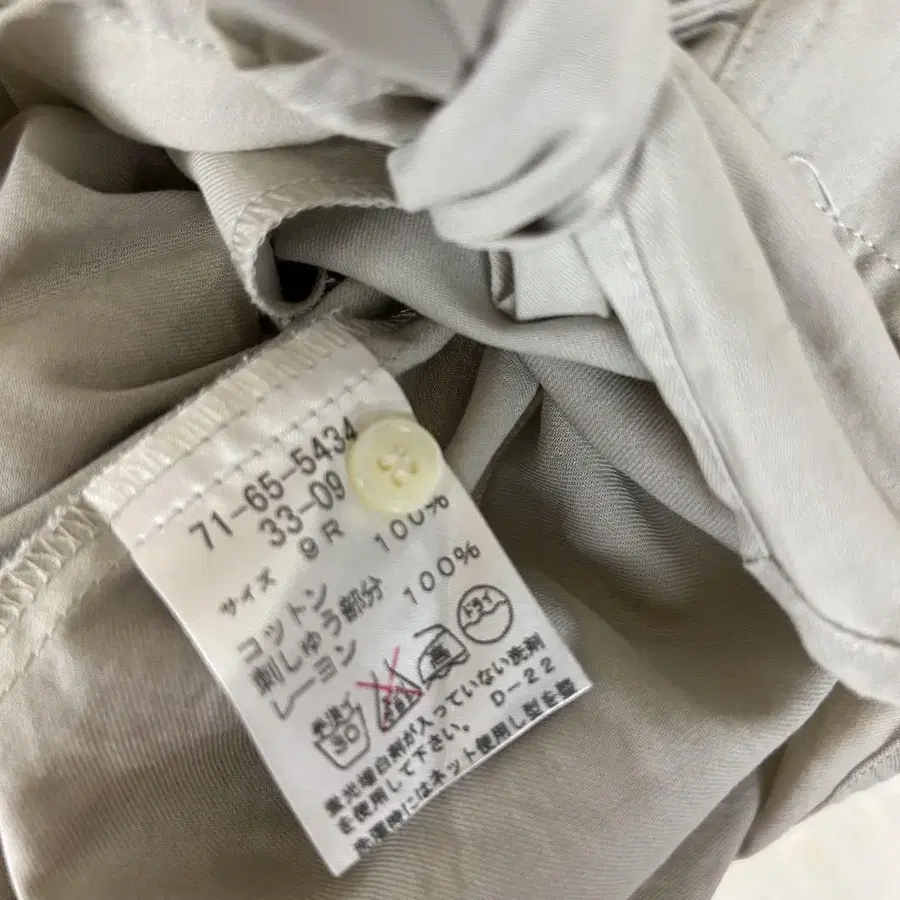 71-65-5434
33-09
サイズ 9R
コットン 100%
刺しゅう部分
レーヨン 100%
30 ドライ
蛍光増白剤が入っていない洗剤
を使用して下さい。 D-22
洗濯時にはネット使用し型を整